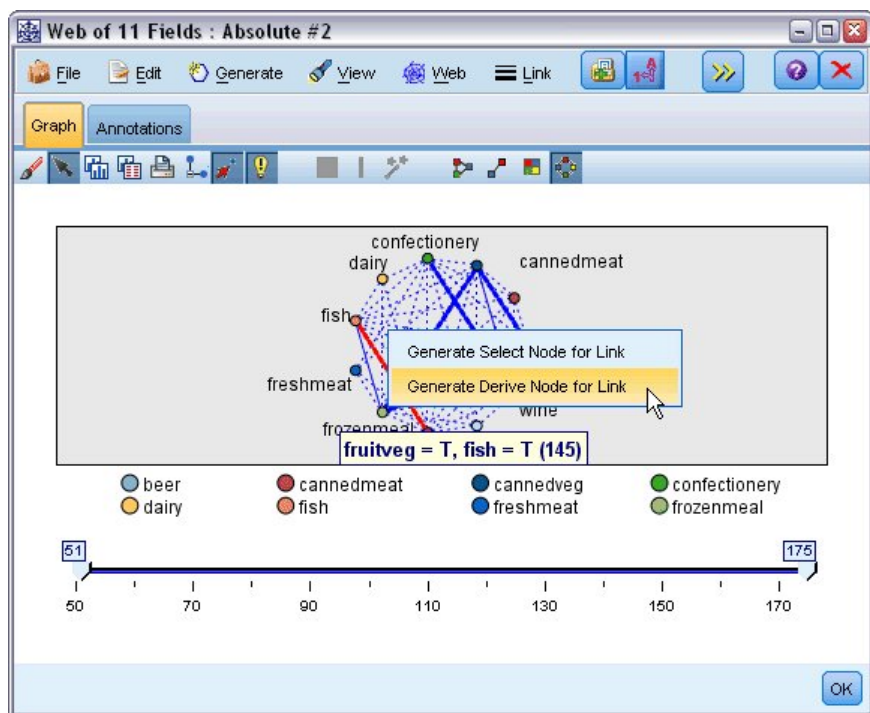 Web of 11 Fields : Absolute #2
File Edit Generate View Web Link
Graph Annotations
confectionery
dairy cannedmeat
fish
Generate Select Node for Link
freshmeat Generate Derive Node for Link
wine
frozenmeal
fruitveg = T, fish = T (145)
beer cannedmeat cannedveg confectionery
dairy fish freshmeat frozenmeal
51 175
50 70 90 110 130 150 170
OK